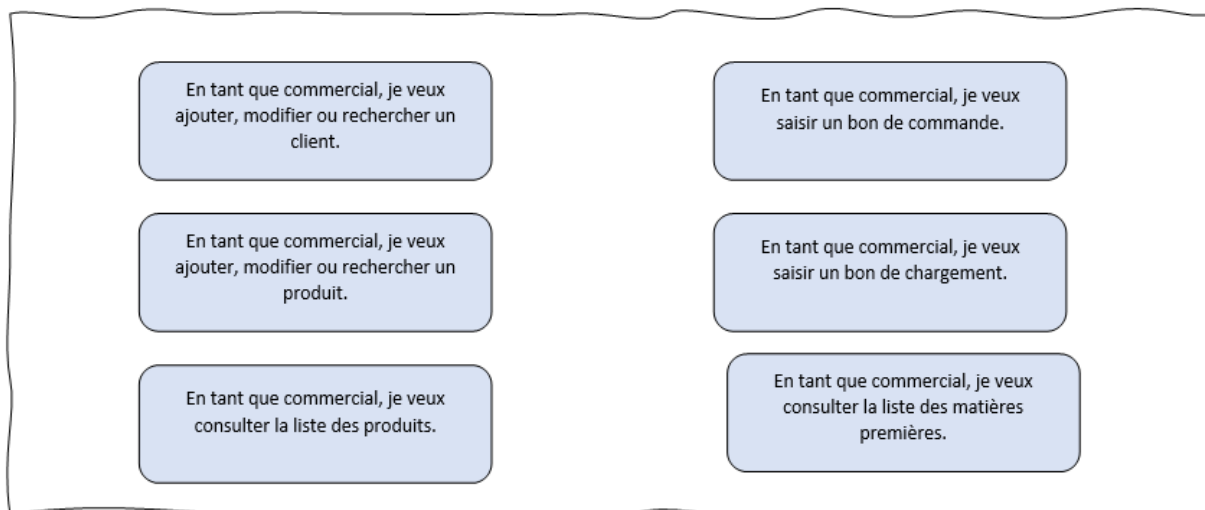 En tant que commercial, je veux
ajouter, modifier ou rechercher un
client.
En tant que commercial, je veux
saisir un bon de commande.
En tant que commercial, je veux
ajouter, modifier ou rechercher un
produit.
En tant que commercial, je veux
saisir un bon de chargement.
En tant que commercial, je veux
consulter la liste des produits.
En tant que commercial, je veux
consulter la liste des matières
premières.